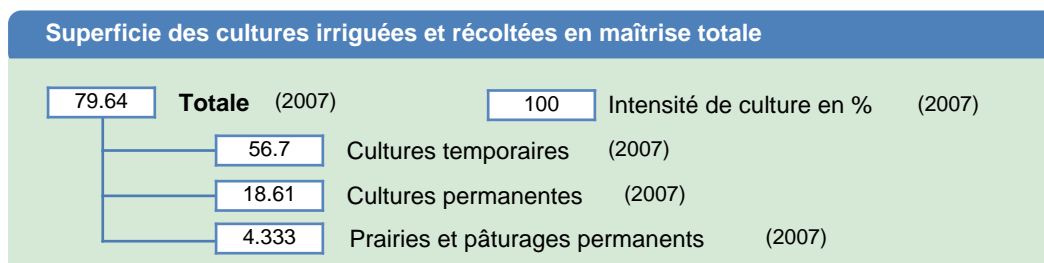 Superficie des cultures irriguées et récoltées en maîtrise totale
79.64 Totale (2007) 100 Intensité de culture en % (2007)
56.7 Cultures temporaires (2007)
18.61 Cultures permanentes (2007)
4.333 Prairies et pâturages permanents (2007)